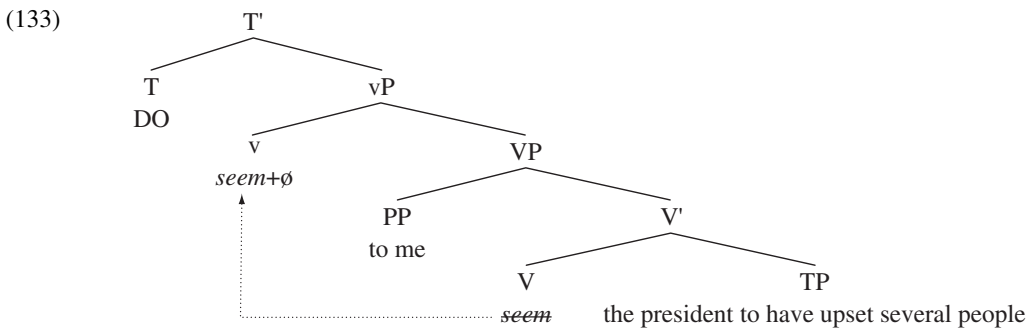 (133) T'
T vP
DO
v VP
seem+ø
PP V'
to me
V TP
seem the president to have upset several people